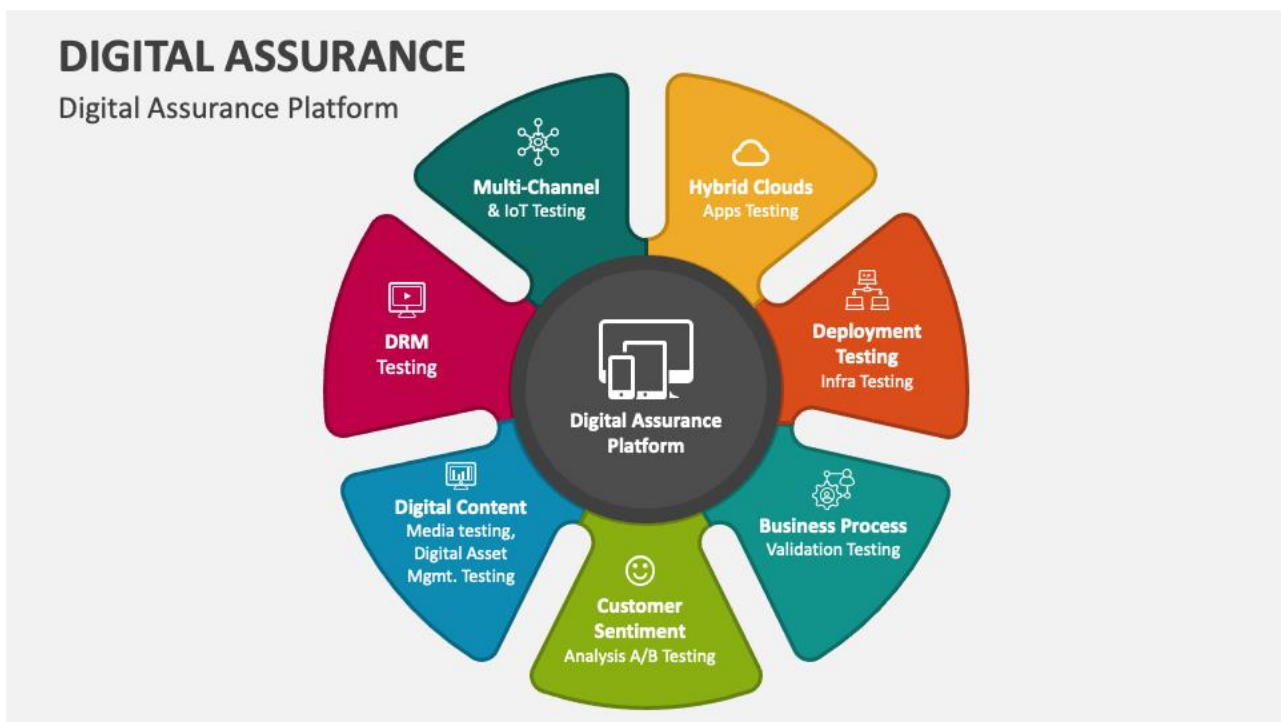 DIGITAL ASSURANCE
Digital Assurance Platform
Multi-Channel
& IoT Testing
Hybrid Clouds
Apps Testing
Deployment
Testing
Infra Testing
Business Process
Validation Testing
Customer
Sentiment
Analysis A/B Testing
Digital Content
Media testing,
Digital Asset
Mgmt. Testing
DRM
Testing
Digital Assurance
Platform